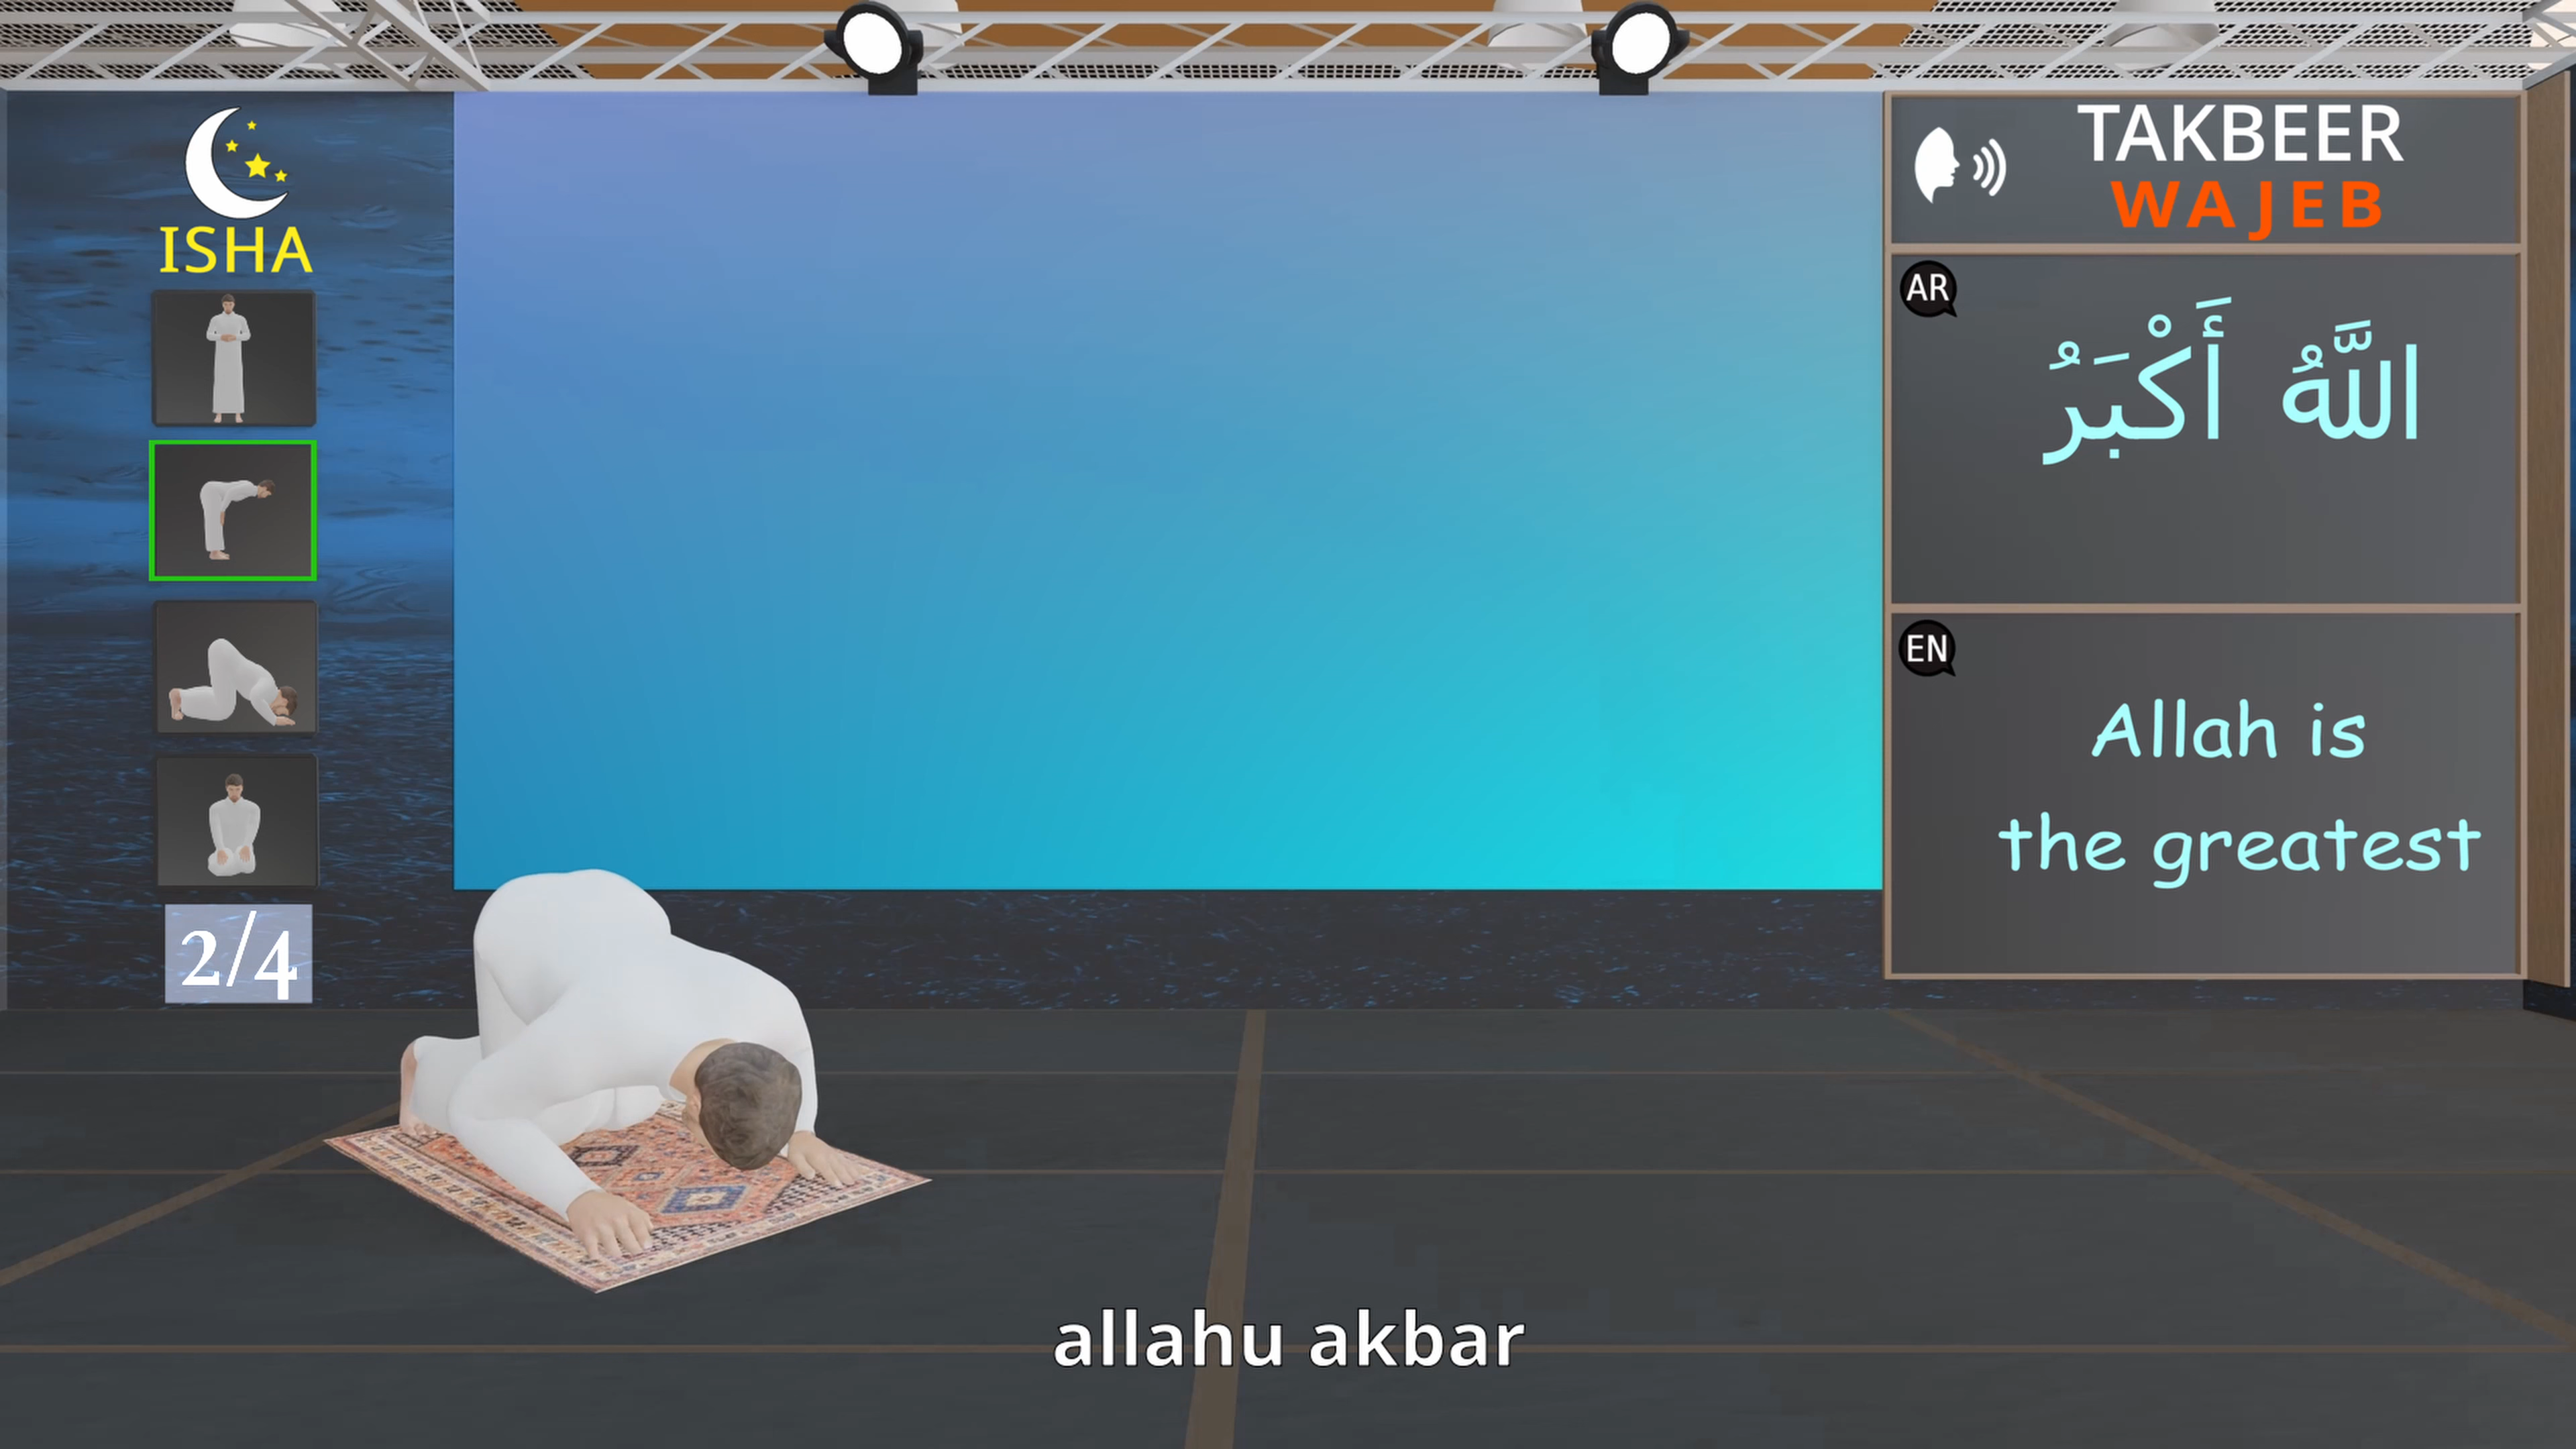 ISHA
2/4
TAKBEER
WAJEB
AR
اللَّهُ أَكْبَرُ
EN
Allah is
the greatest
allahu akbar